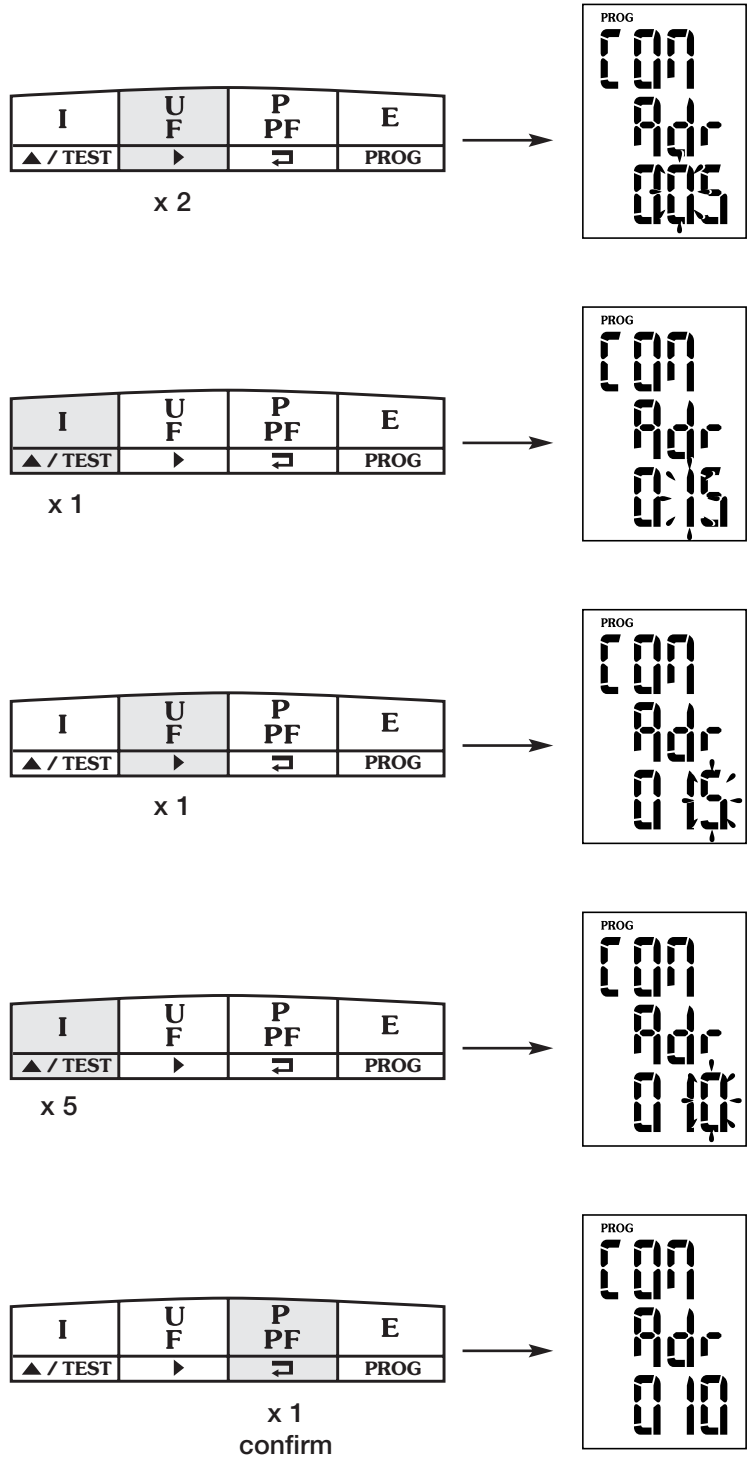 PROG
COM
Adr
005
I U F P PF E
▲ / TEST ▶ PROG
x 2
PROG
COM
Adr
015
I U F P PF E
▲ / TEST ▶ PROG
x 1
PROG
COM
Adr
015
I U F P PF E
▲ / TEST ▶ PROG
x 1
PROG
COM
Adr
010
I U F P PF E
▲ / TEST ▶ PROG
x 5
PROG
COM
Adr
010
I U F P PF E
▲ / TEST ▶ PROG
x 1
confirm